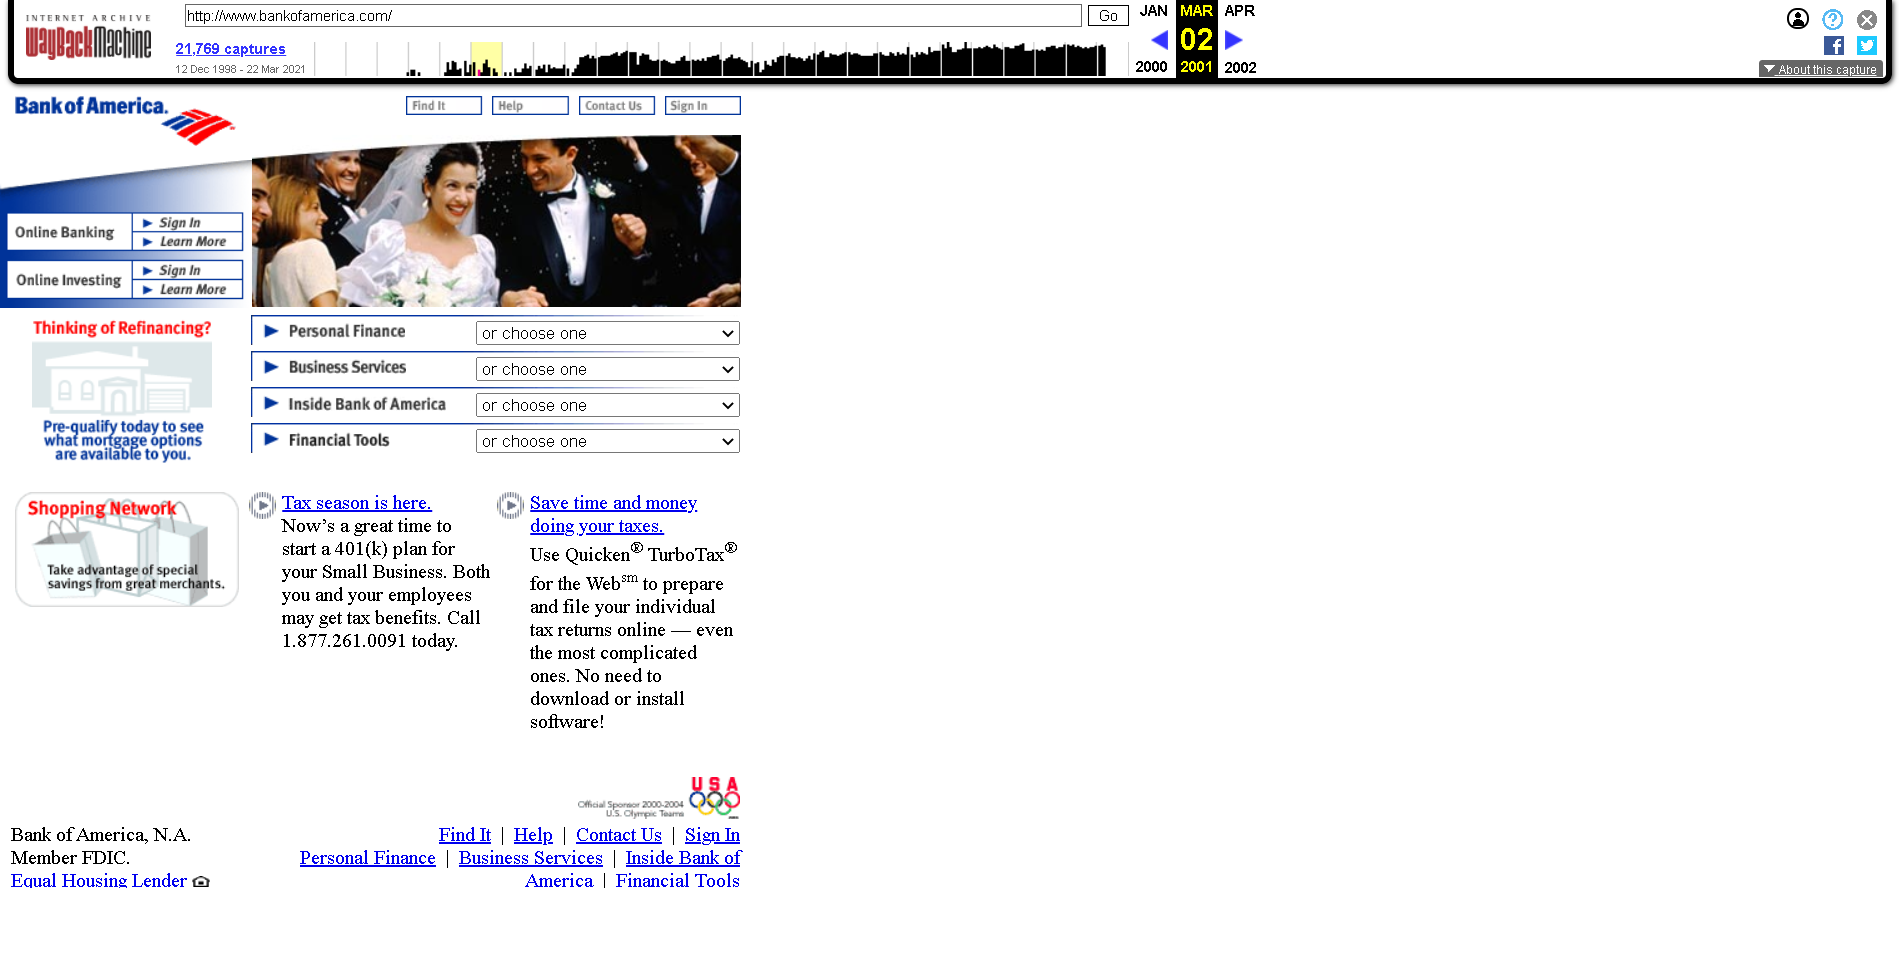 INTERNET ARCHIVE
WayBackMachine
http://www.bankofamerica.com/
Go
JAN
MAR
APR
21,769 captures
02
12 Dec 1998 - 22 Mar 2021
2000
2001
2002
About this capture
Bank of America.
Find It
Help
Contact Us
Sign In
Online Banking
Sign In
Learn More
Online Investing
Sign In
Learn More
Thinking of Refinancing?
Pre-qualify today to see
what mortgage options
are available to you.
Personal Finance
or choose one
Business Services
or choose one
Inside Bank of America
or choose one
Financial Tools
or choose one
Shopping Network
Take advantage of special
savings from great merchants.
Tax season is here.
Now’s a great time to
start a 401(k) plan for
your Small Business. Both
you and your employees
may get tax benefits. Call
1.877.261.0091 today.
Save time and money
doing your taxes.
Use Quicken® TurboTax®
for the Web℠ to prepare
and file your individual
tax returns online — even
the most complicated
ones. No need to
download or install
software!
USA
Official Sponsor 2000-2004
U.S. Olympic Teams
Bank of America, N.A.
Member FDIC.
Equal Housing Lender
Find It | Help | Contact Us | Sign In
Personal Finance | Business Services | Inside Bank of
America | Financial Tools